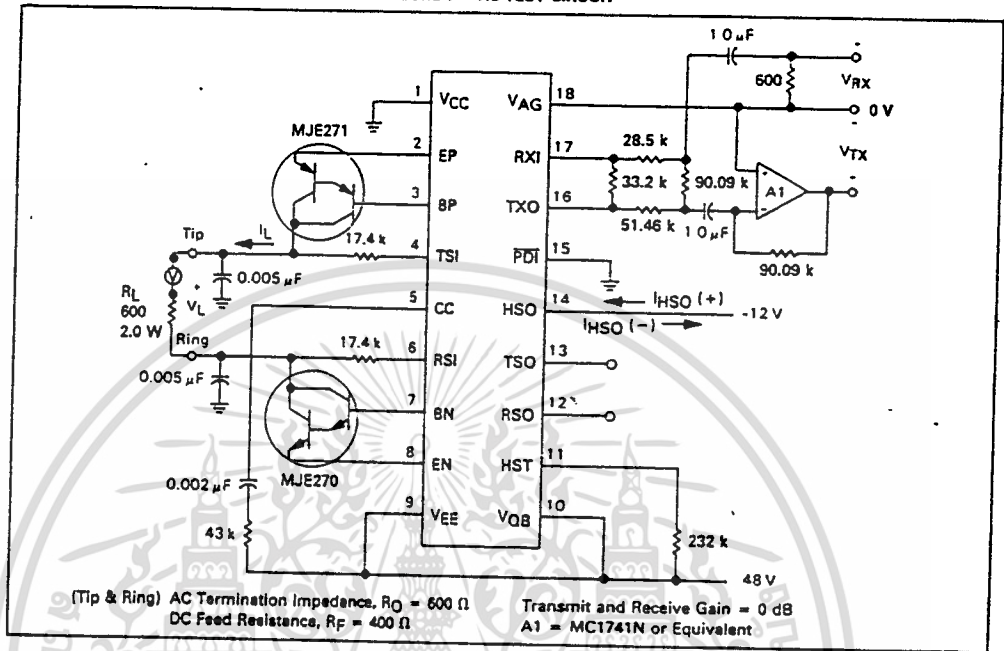 1 VCC
VAG 18
MJE271
2 EP
3 BP
RXI 17
TXO 16
28.5 k
33.2 k
51.46 k
90.09 k
1 0 µF
1 0 µF
600
VRX
0 V
VTX
A1
90.09 k
Tip
IL
17.4 k
4 TSI
PDI 15
0.005 µF
RL
600
2.0 W
V
+
VL
5 CC
HSO 14
IHSO (+)
IHSO (-)
-12 V
Ring
17.4 k
6 RSI
TSO 13
0.005 µF
7 BN
RSO 12
8 EN
HST 11
MJE270
0.002 µF
9 VEE
VQB 10
43 k
232 k
48 V
(Tip & Ring) AC Termination Impedance, RO = 600 Ω
DC Feed Resistance, RF = 400 Ω
Transmit and Receive Gain = 0 dB
A1 = MC1741N or Equivalent